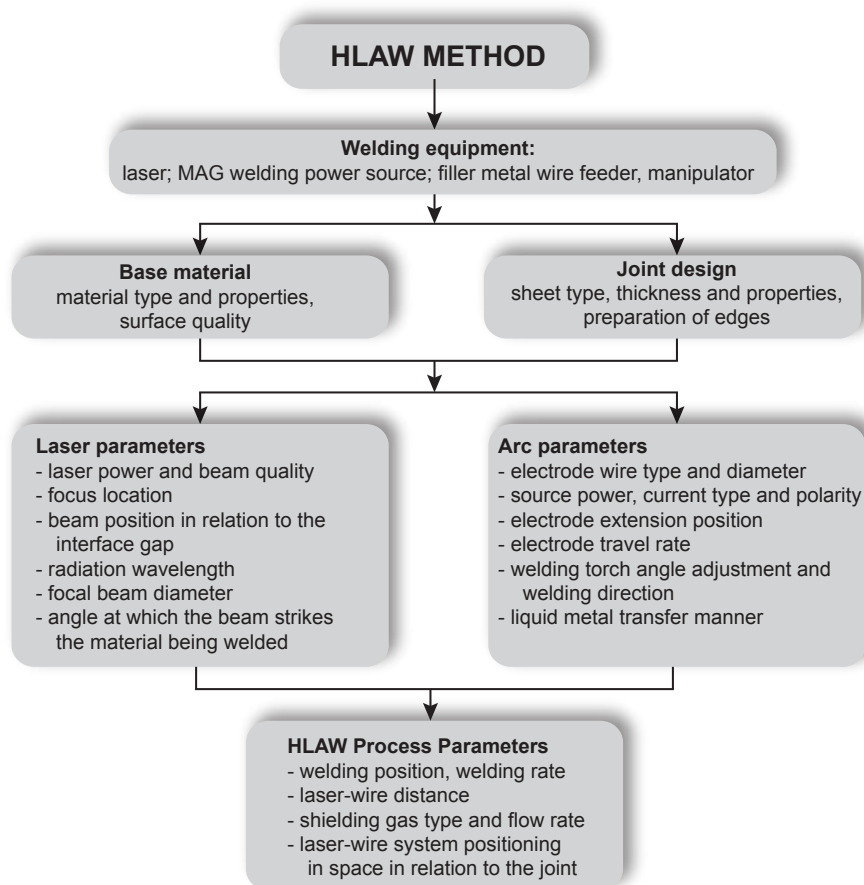 HLAW METHOD
Welding equipment:
laser; MAG welding power source; filler metal wire feeder, manipulator
Base material
material type and properties,
surface quality
Joint design
sheet type, thickness and properties,
preparation of edges
Laser parameters
- laser power and beam quality
- focus location
- beam position in relation to the
interface gap
- radiation wavelength
- focal beam diameter
- angle at which the beam strikes
the material being welded
Arc parameters
- electrode wire type and diameter
- source power, current type and polarity
- electrode extension position
- electrode travel rate
- welding torch angle adjustment and
welding direction
- liquid metal transfer manner
HLAW Process Parameters
- welding position, welding rate
- laser-wire distance
- shielding gas type and flow rate
- laser-wire system positioning
in space in relation to the joint